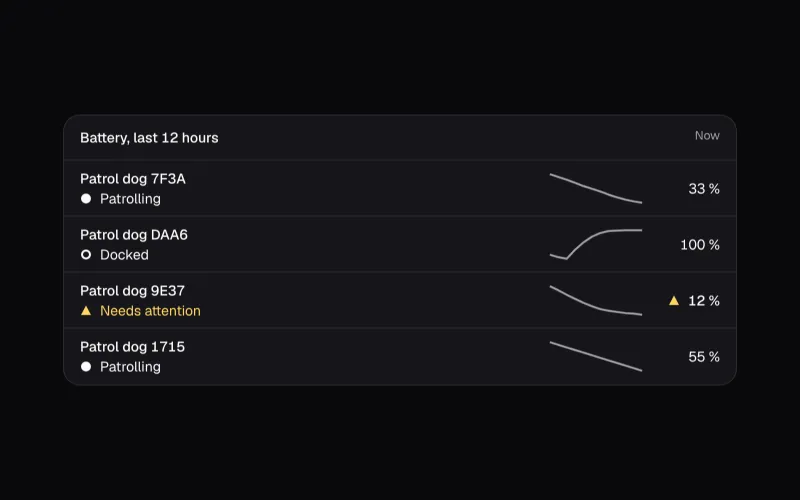 Battery, last 12 hours
Now
Patrol dog 7F3A
Patrolling
33 %
Patrol dog DAA6
Docked
100 %
Patrol dog 9E37
Needs attention
12 %
Patrol dog 1715
Patrolling
55 %